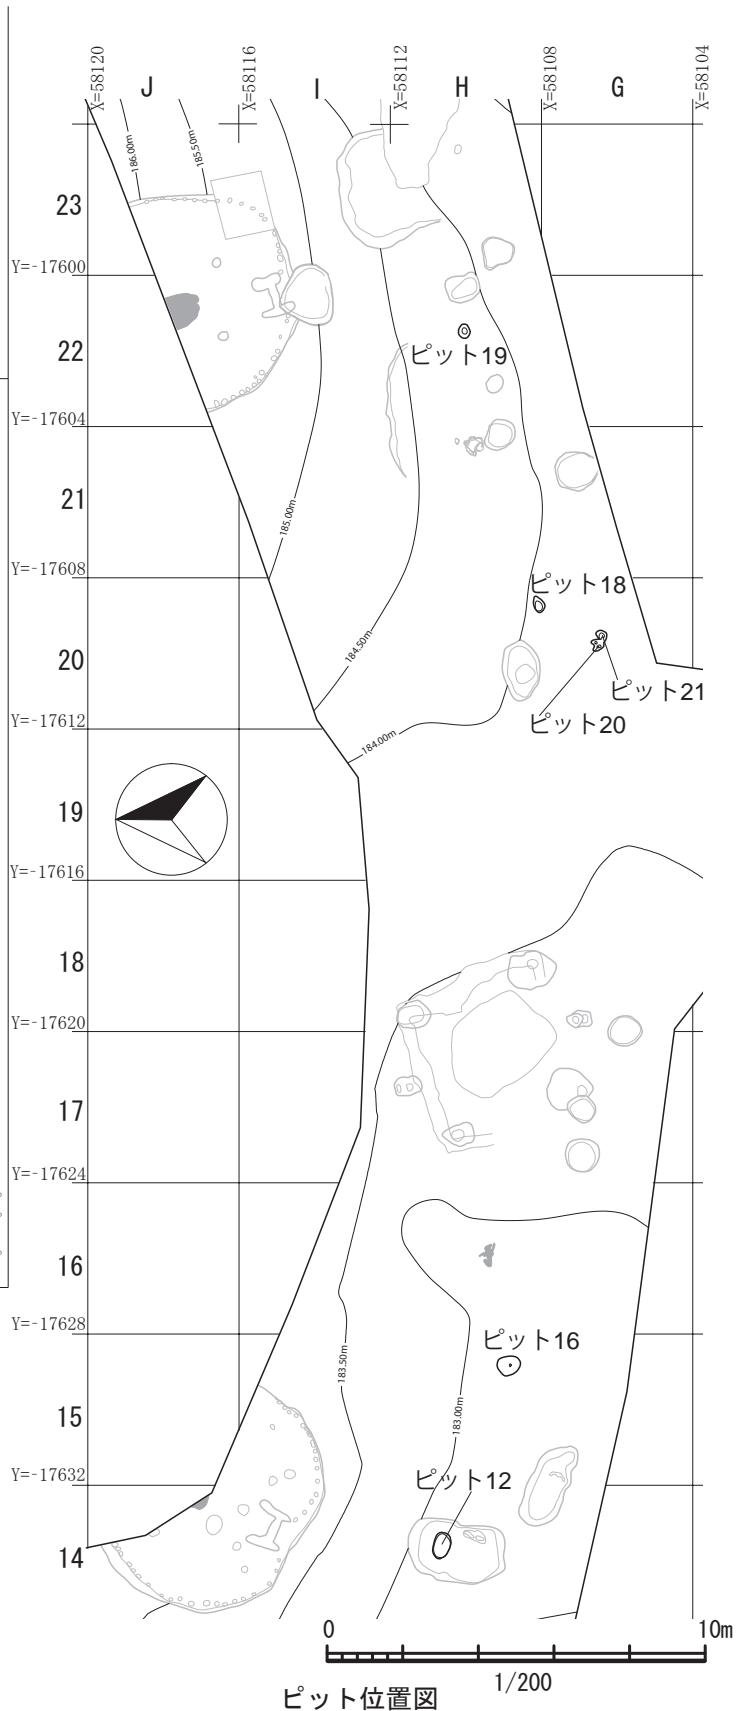 X=58120
J
X=58116
I
X=58112
H
X=58108
G
X=58104
186.00m
185.50m
23
Y=-17600
22
ピット19
Y=-17604
21
185.00m
Y=-17608
ピット18
20
184.50m
ピット21
ピット20
Y=-17612
184.00m
19
Y=-17616
18
Y=-17620
17
Y=-17624
16
Y=-17628
ピット16
183.50m
15
183.00m
Y=-17632
ピット12
14
0 10m
1/200
ピット位置図